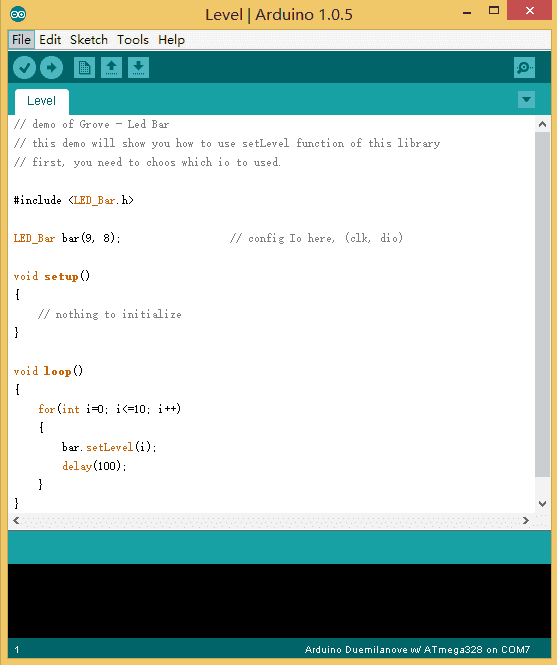 Level | Arduino 1.0.5
File Edit Sketch Tools Help
Level
// demo of Grove - Led Bar
// this demo will show you how to use setLevel function of this library
// first, you need to choos which io to used.
#include <LED_Bar.h>
LED_Bar bar(9, 8); // config Io here, (clk, dio)
void setup()
{
// nothing to initialize
}
void loop()
{
for(int i=0; i<=10; i++)
{
bar.setLevel(i);
delay(100);
}
}
1 Arduino Duemilanove w/ ATmega328 on COM7